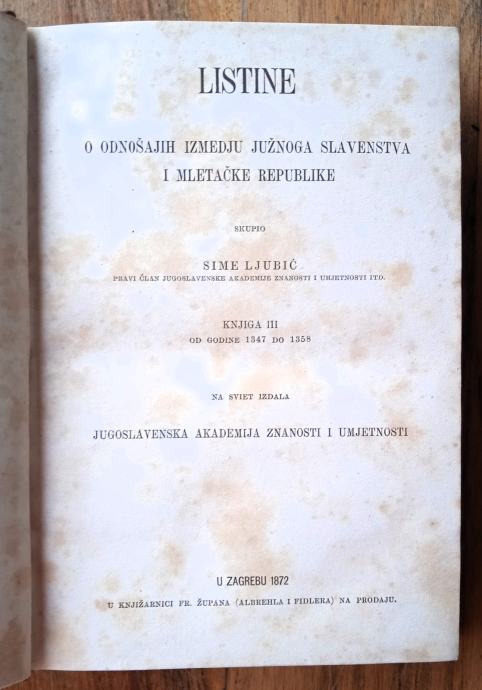 LISTINE
O ODNOŠAJIH IZMEDJU JUŽNOGA SLAVENSTVA
I MLETAČKE REPUBLIKE
SKUPIO
SIME LJUBIĆ
PRAVI ČLAN JUGOSLAVENSKE AKADEMIJE ZNANOSTI I UMJETNOSTI ITD.
KNJIGA III
OD GODINE 1347 DO 1358
NA SVIET IZDALA
JUGOSLAVENSKA AKADEMIJA ZNANOSTI I UMJETNOSTI
U ZAGREBU 1872
U KNJIŽARNICI FR. ŽUPANA (ALBREHLA I FIDLERA) NA PRODAJU.